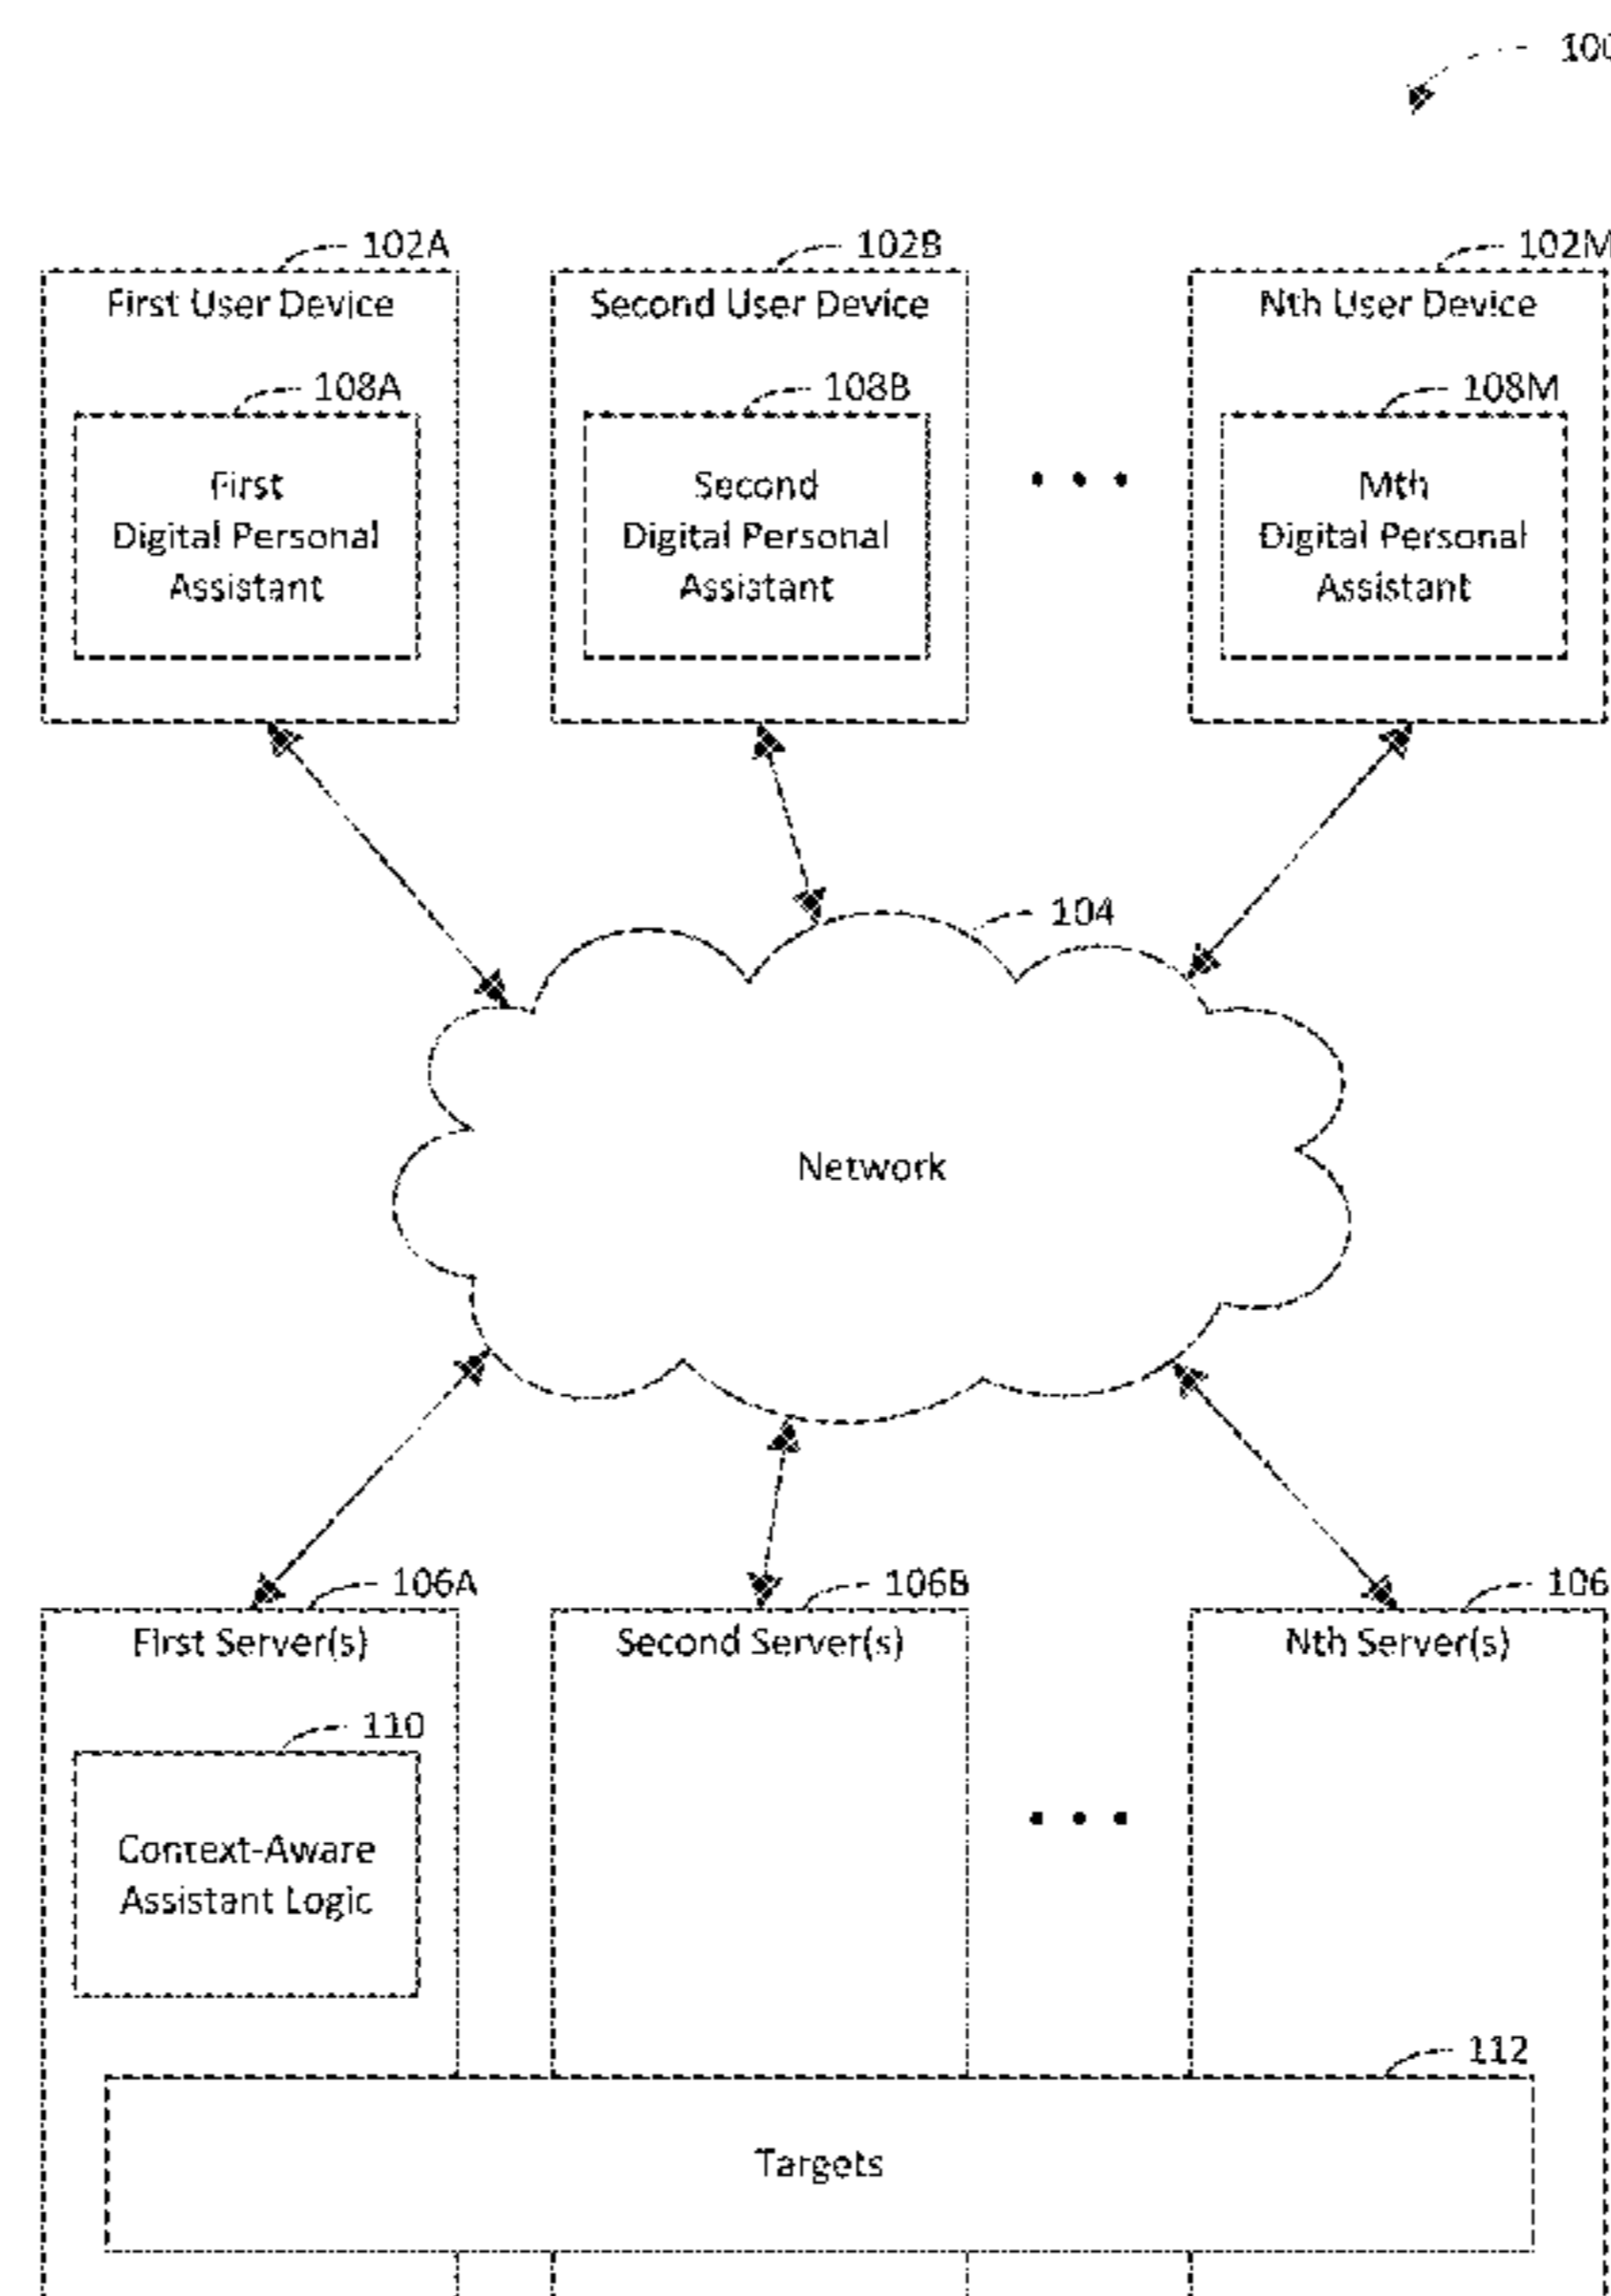 100
102A
102B
102M
First User Device
Second User Device
Nth User Device
108A
108B
108M
First
Digital Personal
Assistant
Second
Digital Personal
Assistant
Mth
Digital Personal
Assistant
104
Network
106A
106B
106
First Server(s)
Second Server(s)
Nth Server(s)
110
Context-Aware
Assistant Logic
112
Targets